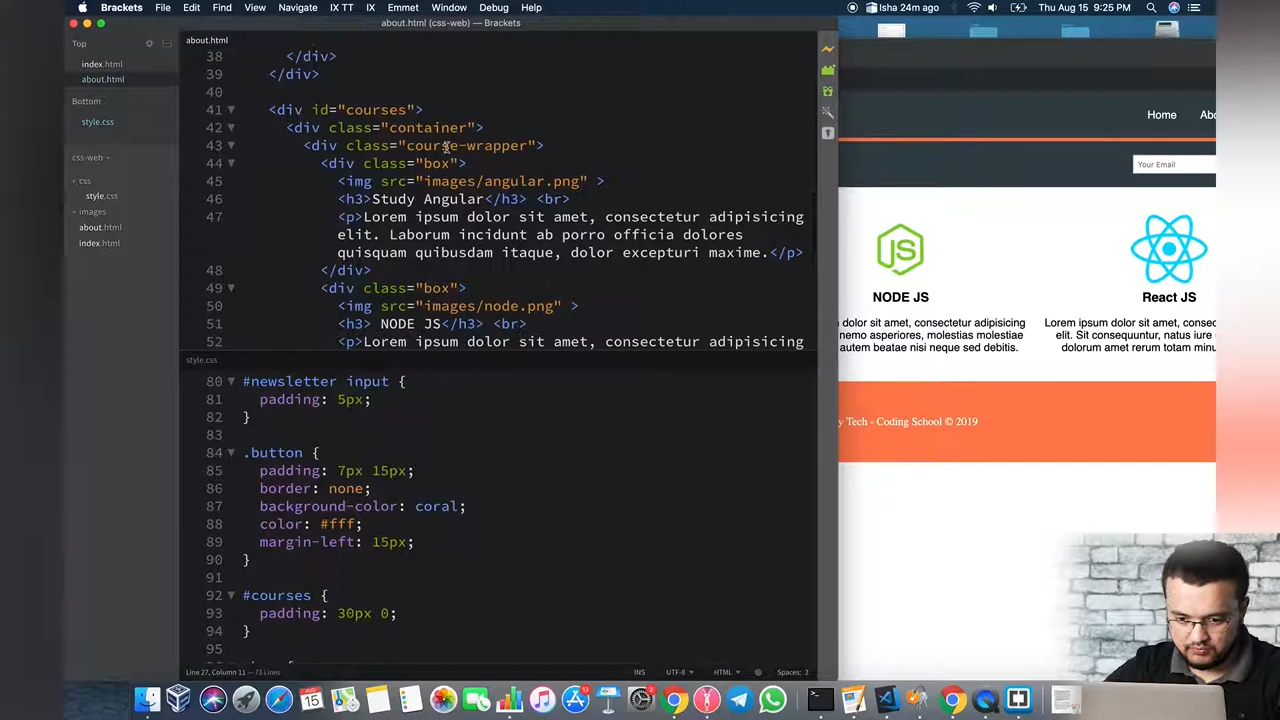 Brackets File Edit Find View Navigate IX TT IX Emmet Window Debug Help
Isha 24m ago Thu Aug 15 9:25 PM
about.html (css-web) — Brackets
Top
index.html
about.html
Bottom
style.css
css-web
css
style.css
images
about.html
index.html
about.html
38 </div>
39 </div>
40
41 <div id="courses">
42 <div class="container">
43 <div class="course-wrapper">
44 <div class="box">
45 <img src="images/angular.png" >
46 <h3>Study Angular</h3> <br>
47 <p>Lorem ipsum dolor sit amet, consectetur adipisicing
elit. Laborum incidunt ab porro officia dolores
quisquam quibusdam itaque, dolor excepturi maxime.</p>
48 </div>
49 <div class="box">
50 <img src="images/node.png" >
51 <h3> NODE JS</h3> <br>
52 <p>Lorem ipsum dolor sit amet, consectetur adipisicing
style.css
80 #newsletter input {
81 padding: 5px;
82 }
83
84 .button {
85 padding: 7px 15px;
86 border: none;
87 background-color: coral;
88 color: #fff;
89 margin-left: 15px;
90 }
91
92 #courses {
93 padding: 30px 0;
94 }
95
Line 27, Column 11 — 73 Lines
INS UTF-8 HTML Spaces: 2
Home Abo
Your Email
JS
NODE JS
dolor sit amet, consectetur adipisicing
nemo asperiores, molestias molestiae
autem beatae nisi neque sed debitis.
React JS
Lorem ipsum dolor sit amet, consectetur
elit. Sit consequuntur, natus iure
dolorum amet rerum totam minu
y Tech - Coding School © 2019